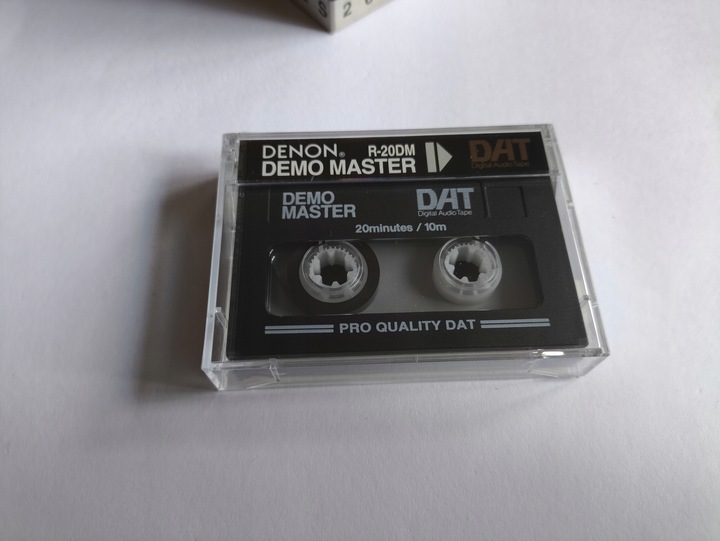 S 2
DENON® R-20DM
DEMO MASTER
DAT
Digital Audio Tape
DEMO
MASTER
DAT
Digital Audio Tape
20minutes / 10m
PRO QUALITY DAT